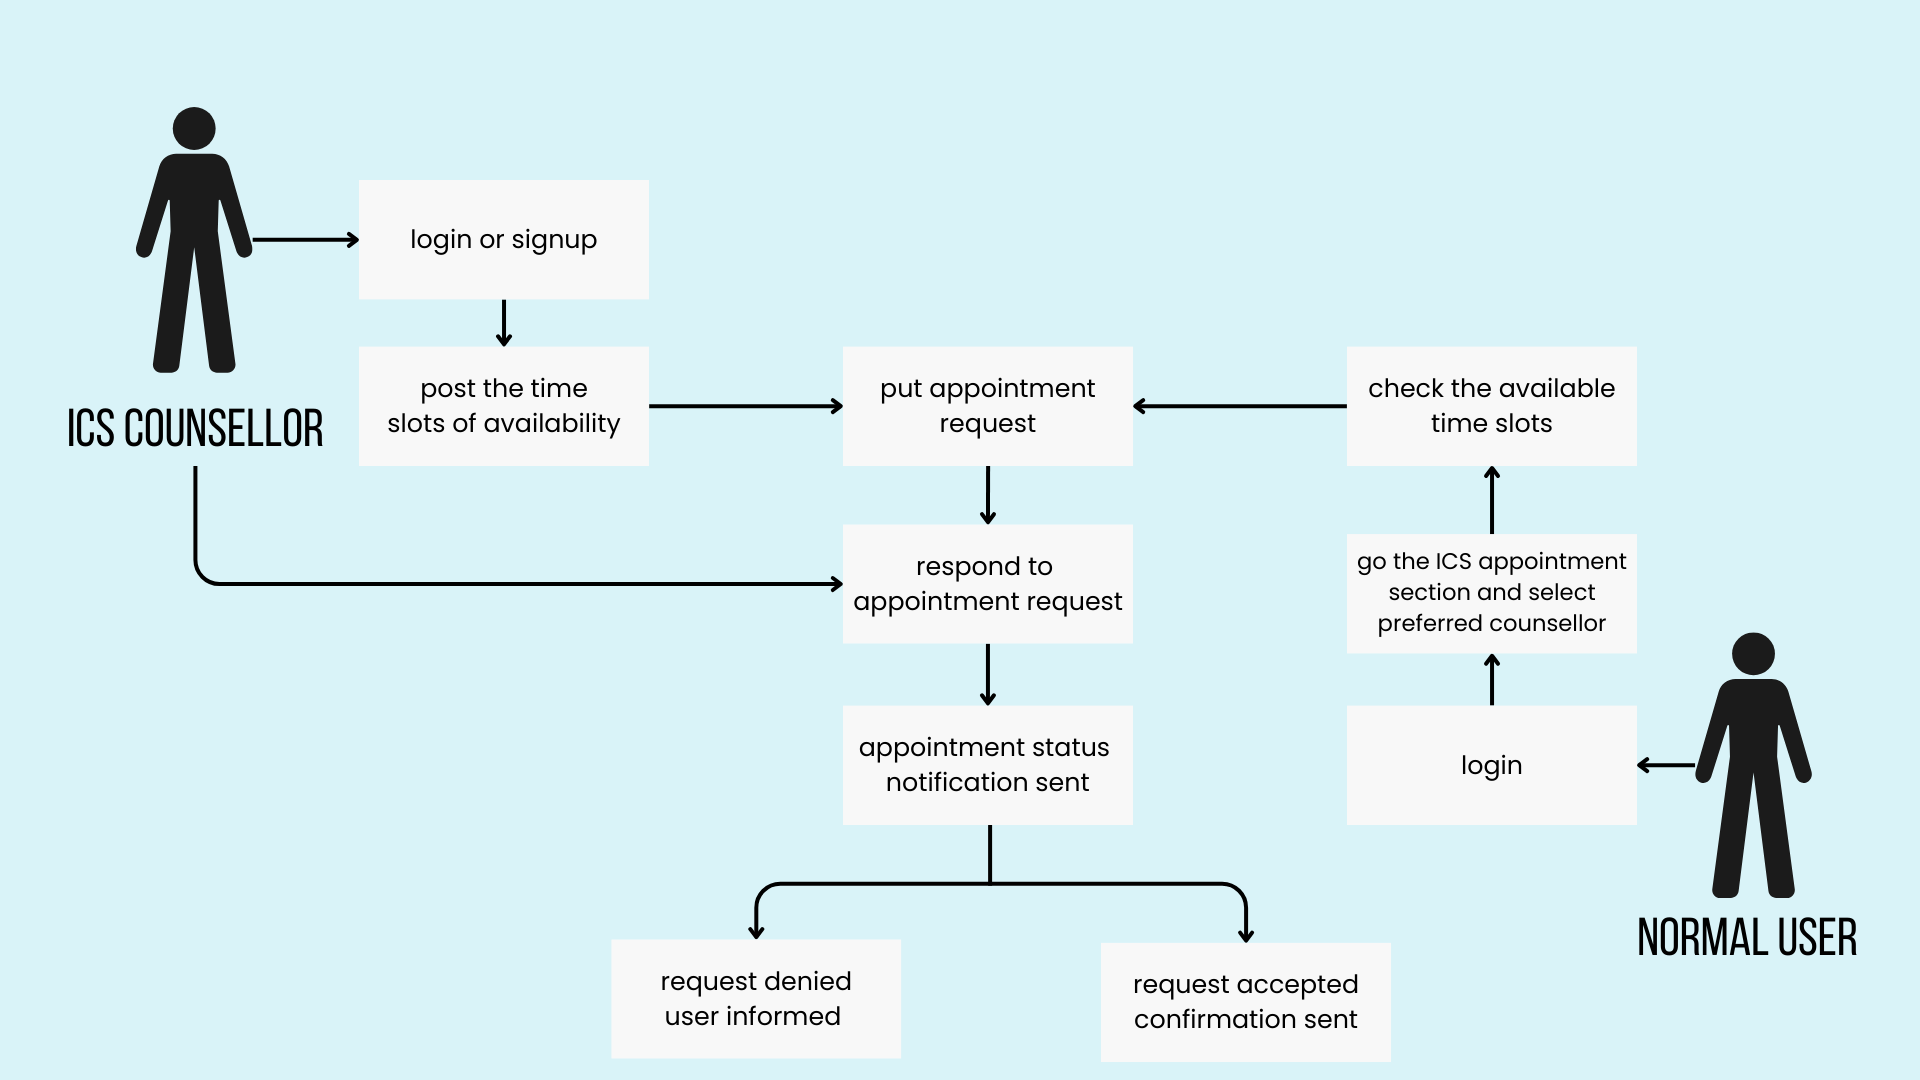 login or signup
ICS COUNSELLOR
post the time
slots of availability
put appointment
request
check the available
time slots
respond to
appointment request
go the ICS appointment
section and select
preferred counsellor
appointment status
notification sent
login
NORMAL USER
request denied
user informed
request accepted
confirmation sent